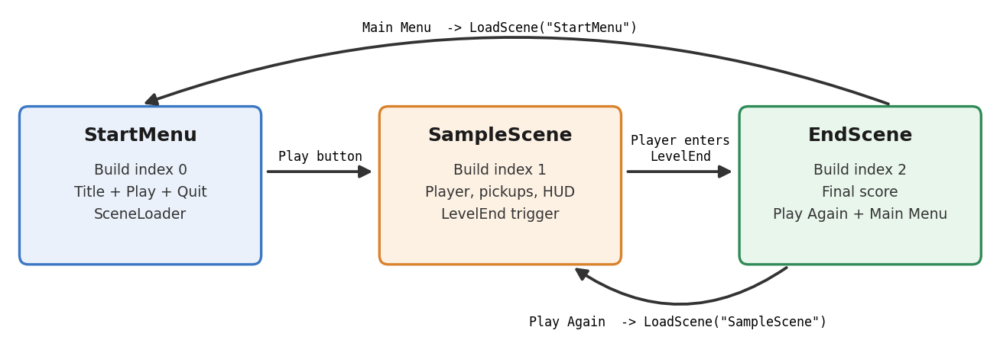 Main Menu  -> LoadScene("StartMenu")
StartMenu
Build index 0
Title + Play + Quit
SceneLoader
Play button
SampleScene
Build index 1
Player, pickups, HUD
LevelEnd trigger
Player enters
LevelEnd
EndScene
Build index 2
Final score
Play Again + Main Menu
Play Again  -> LoadScene("SampleScene")